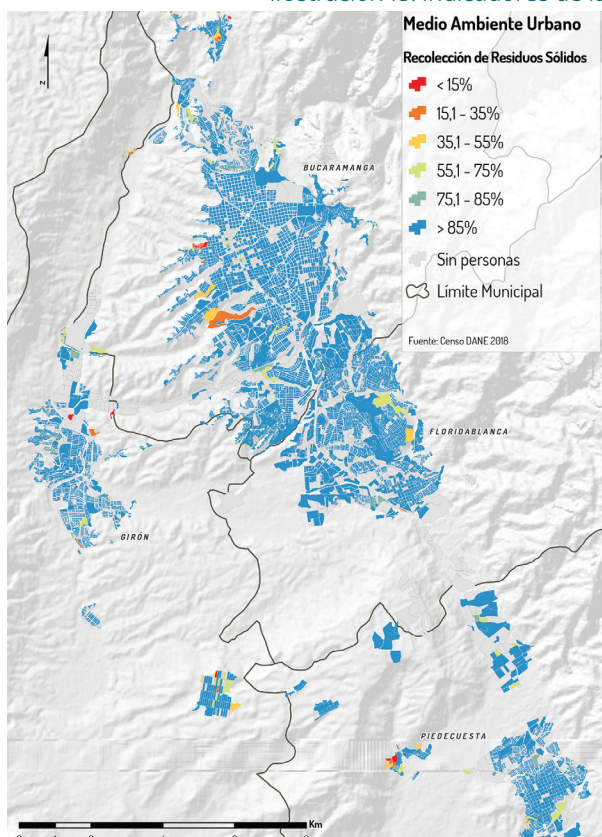 Medio Ambiente Urbano
Recolección de Residuos Sólidos
< 15%
15,1 - 35%
35,1 - 55%
55,1 - 75%
75,1 - 85%
> 85%
Sin personas
Límite Municipal
Fuente: Censo DANE 2018
N
BUCARAMANGA
FLORIDABLANCA
GIRÓN
PIEDECUESTA
Km